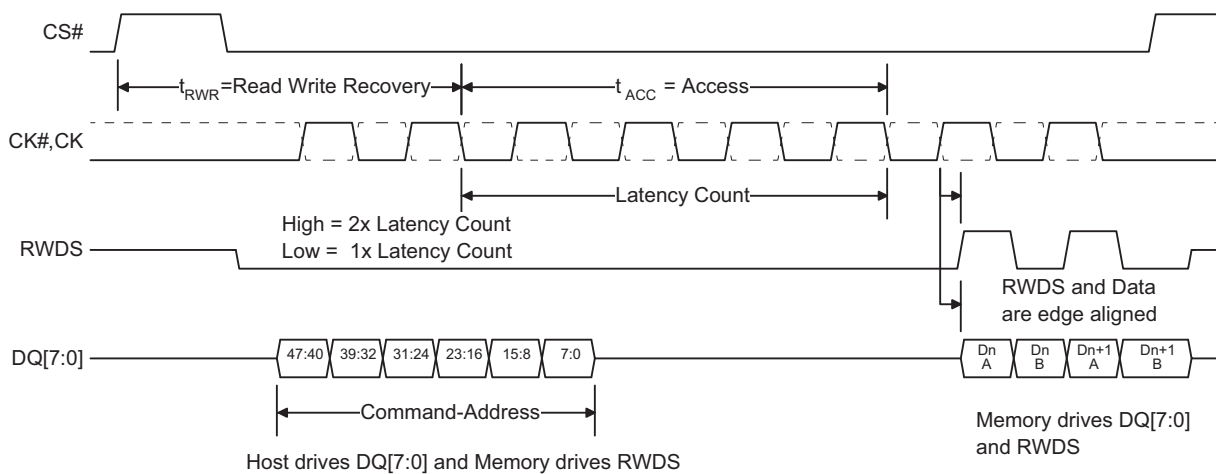 CS#
tRWR=Read Write Recovery
tACC = Access
CK#,CK
Latency Count
High = 2x Latency Count
Low = 1x Latency Count
RWDS
RWDS and Data
are edge aligned
DQ[7:0]
47:40 39:32 31:24 23:16 15:8 7:0
Dn A
Dn B
Dn+1 A
Dn+1 B
Command-Address
Memory drives DQ[7:0]
and RWDS
Host drives DQ[7:0] and Memory drives RWDS